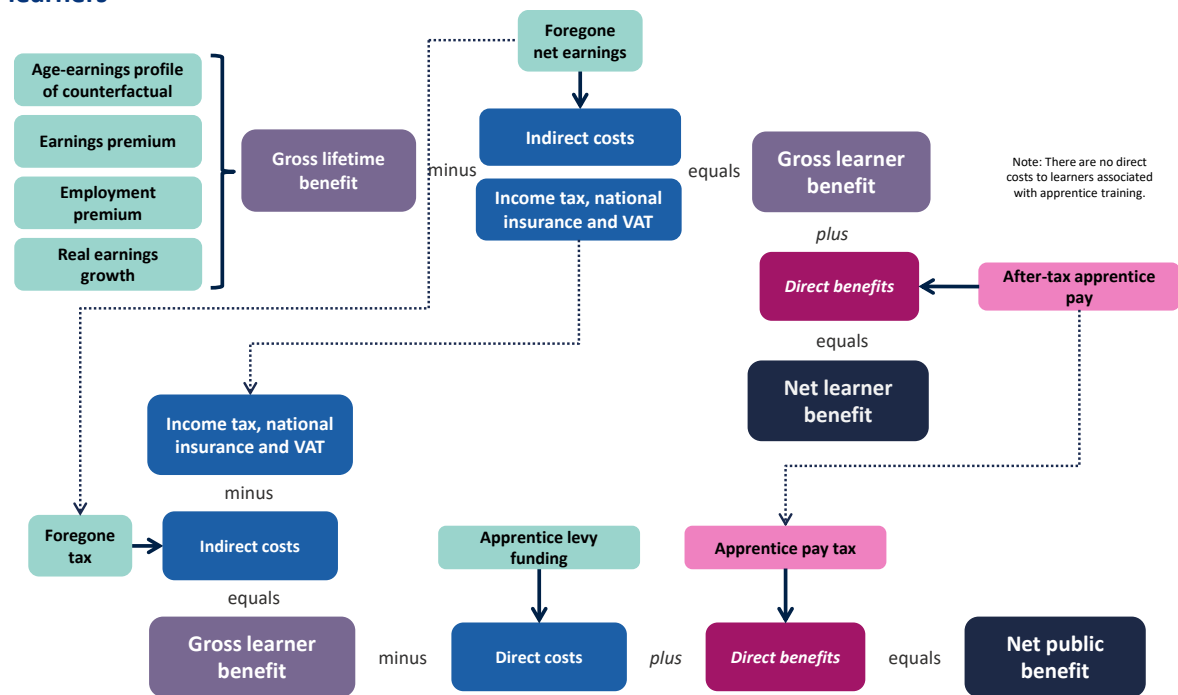 learners
Foregone
net earnings
Age-earnings profile
of counterfactual
Earnings premium
Employment
premium
Real earnings
growth
Gross lifetime
benefit
minus
Indirect costs
Income tax, national
insurance and VAT
equals
Gross learner
benefit
Note: There are no direct
costs to learners associated
with apprentice training.
plus
Direct benefits
After-tax apprentice
pay
equals
Net learner
benefit
Income tax, national
insurance and VAT
minus
Foregone
tax
Indirect costs
equals
Apprentice levy
funding
Apprentice pay tax
Gross learner
benefit
minus
Direct costs
plus
Direct benefits
equals
Net public
benefit